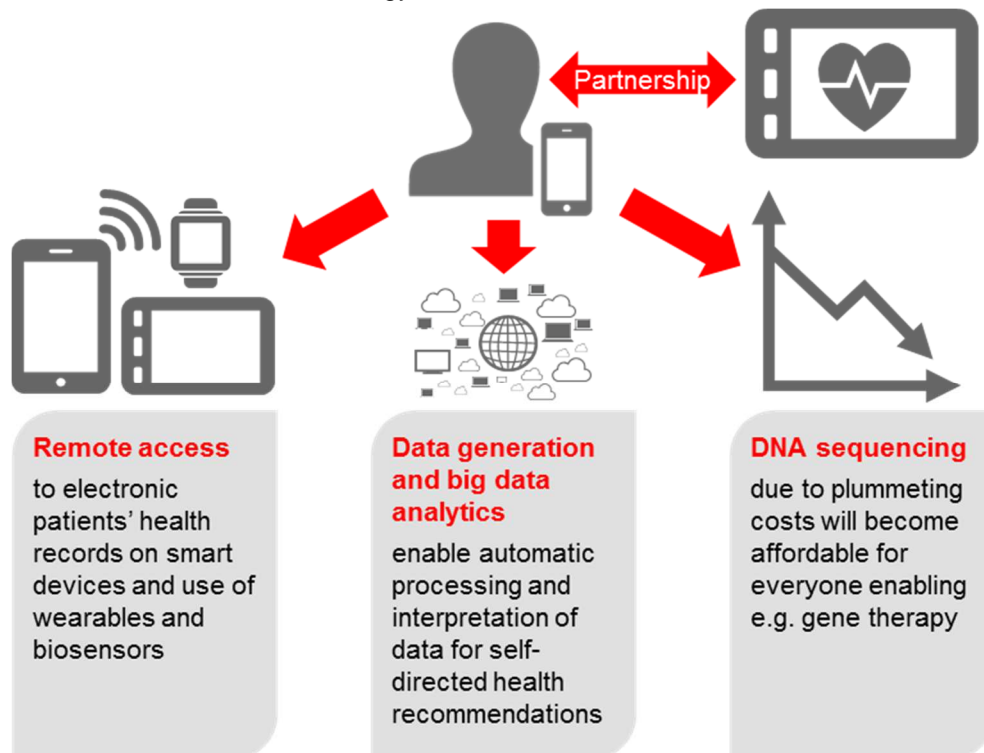 Partnership
Remote access
to electronic
patients’ health
records on smart
devices and use of
wearables and
biosensors
Data generation
and big data
analytics
enable automatic
processing and
interpretation of
data for self-
directed health
recommendations
DNA sequencing
due to plummeting
costs will become
affordable for
everyone enabling
e.g. gene therapy